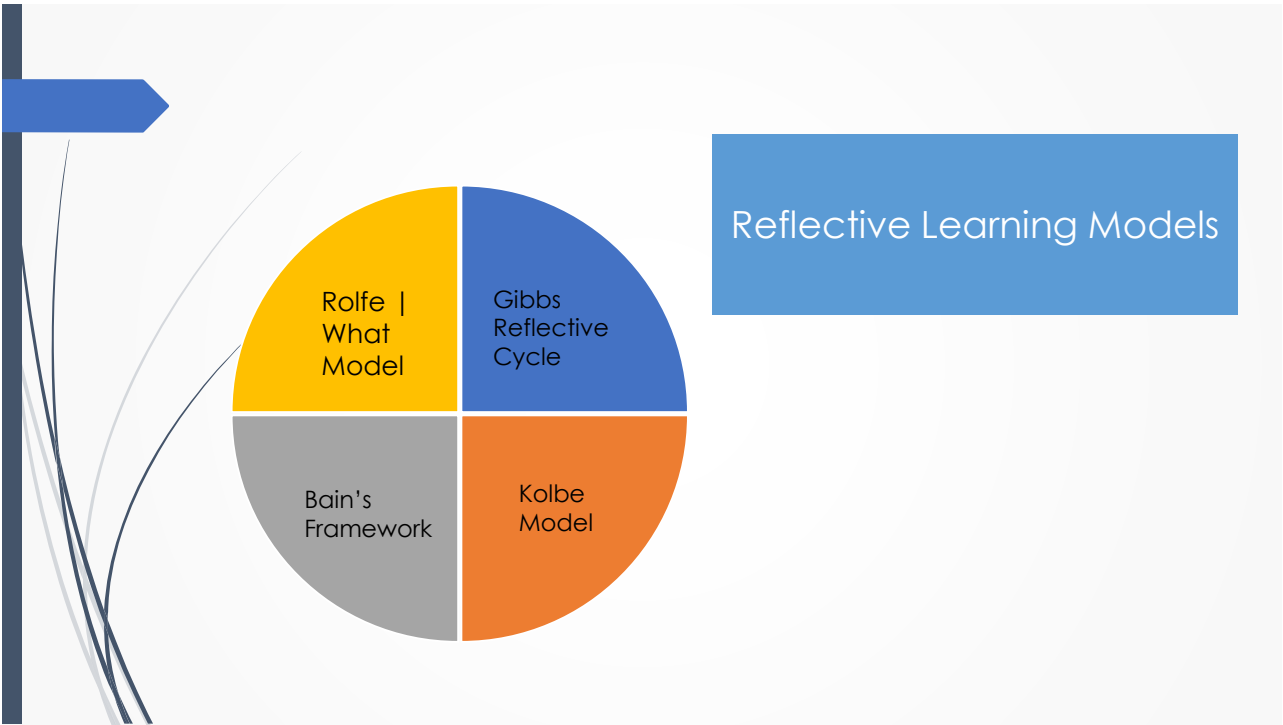 Reflective Learning Models
Rolfe |
What
Model
Gibbs
Reflective
Cycle
Bain’s
Framework
Kolbe
Model